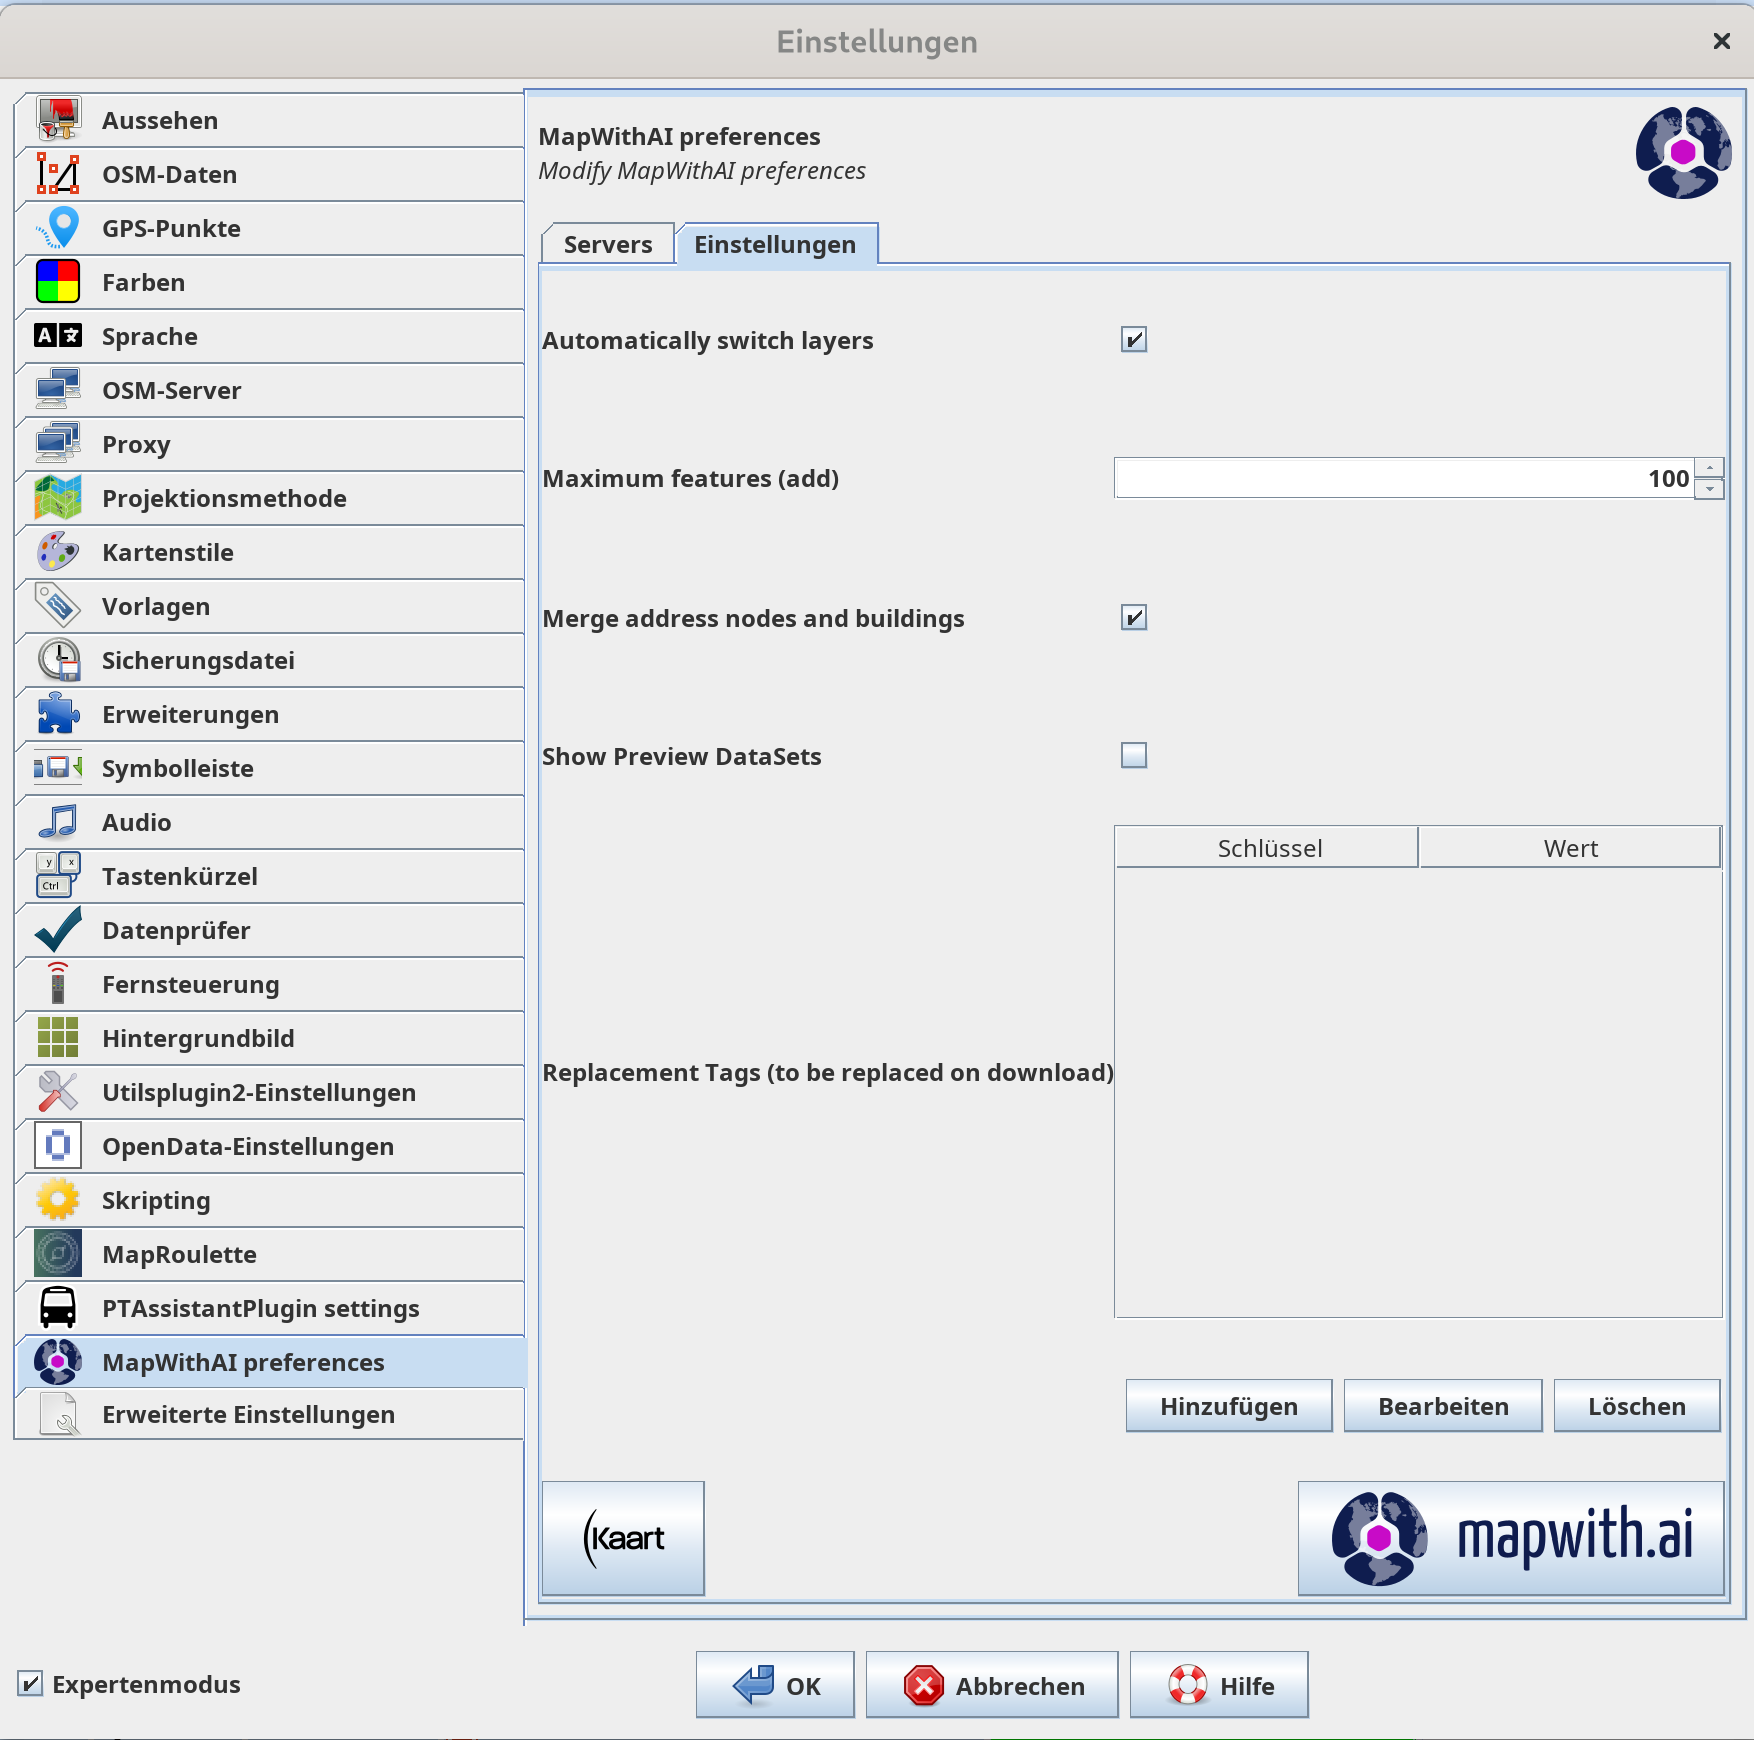 Einstellungen
Aussehen
OSM-Daten
GPS-Punkte
Farben
Sprache
OSM-Server
Proxy
Projektionsmethode
Kartenstile
Vorlagen
Sicherungsdatei
Erweiterungen
Symbolleiste
Audio
Tastenkürzel
Datenprüfer
Fernsteuerung
Hintergrundbild
Utilsplugin2-Einstellungen
OpenData-Einstellungen
Skripting
MapRoulette
PTAssistantPlugin settings
MapWithAI preferences
Erweiterte Einstellungen
MapWithAI preferences
Modify MapWithAI preferences
Servers Einstellungen
Automatically switch layers
Maximum features (add) 100
Merge address nodes and buildings
Show Preview DataSets
Schlüssel Wert
Replacement Tags (to be replaced on download)
Hinzufügen Bearbeiten Löschen
(Kaart mapwith.ai
Expertenmodus OK Abbrechen Hilfe